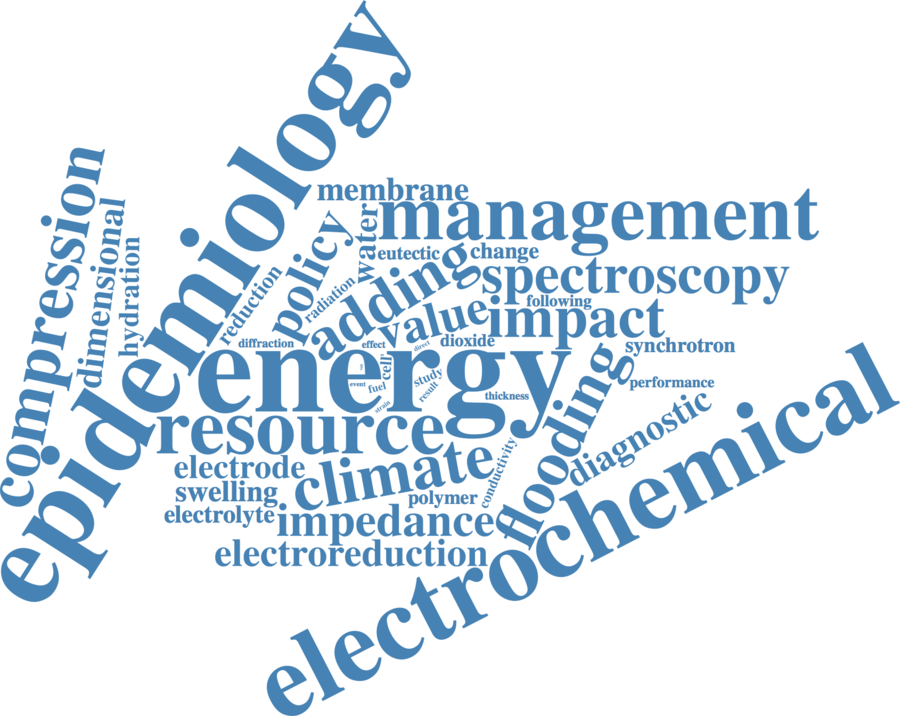 epidemiology
compression
dimensional
hydration
membrane
management
water
policy
eutectic
change
adding
spectroscopy
reduction
radiation
following
value
impact
diffraction
effect
direct
dioxide
synchrotron
energy
cell
event
fuel
study
result
strain
thickness
performance
flooding
diagnostic
resource
electrode
climate
conductivity
swelling
polymer
electrolyte
impedance
electroreduction
electrochemical